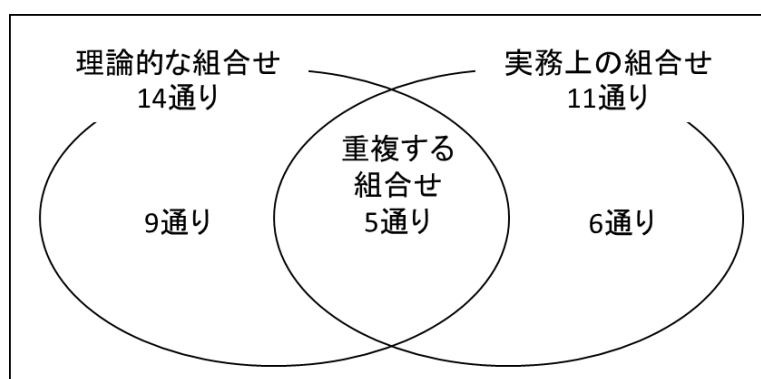 理論的な組合せ
14通り
実務上の組合せ
11通り
重複する
組合せ
5通り
9通り
6通り